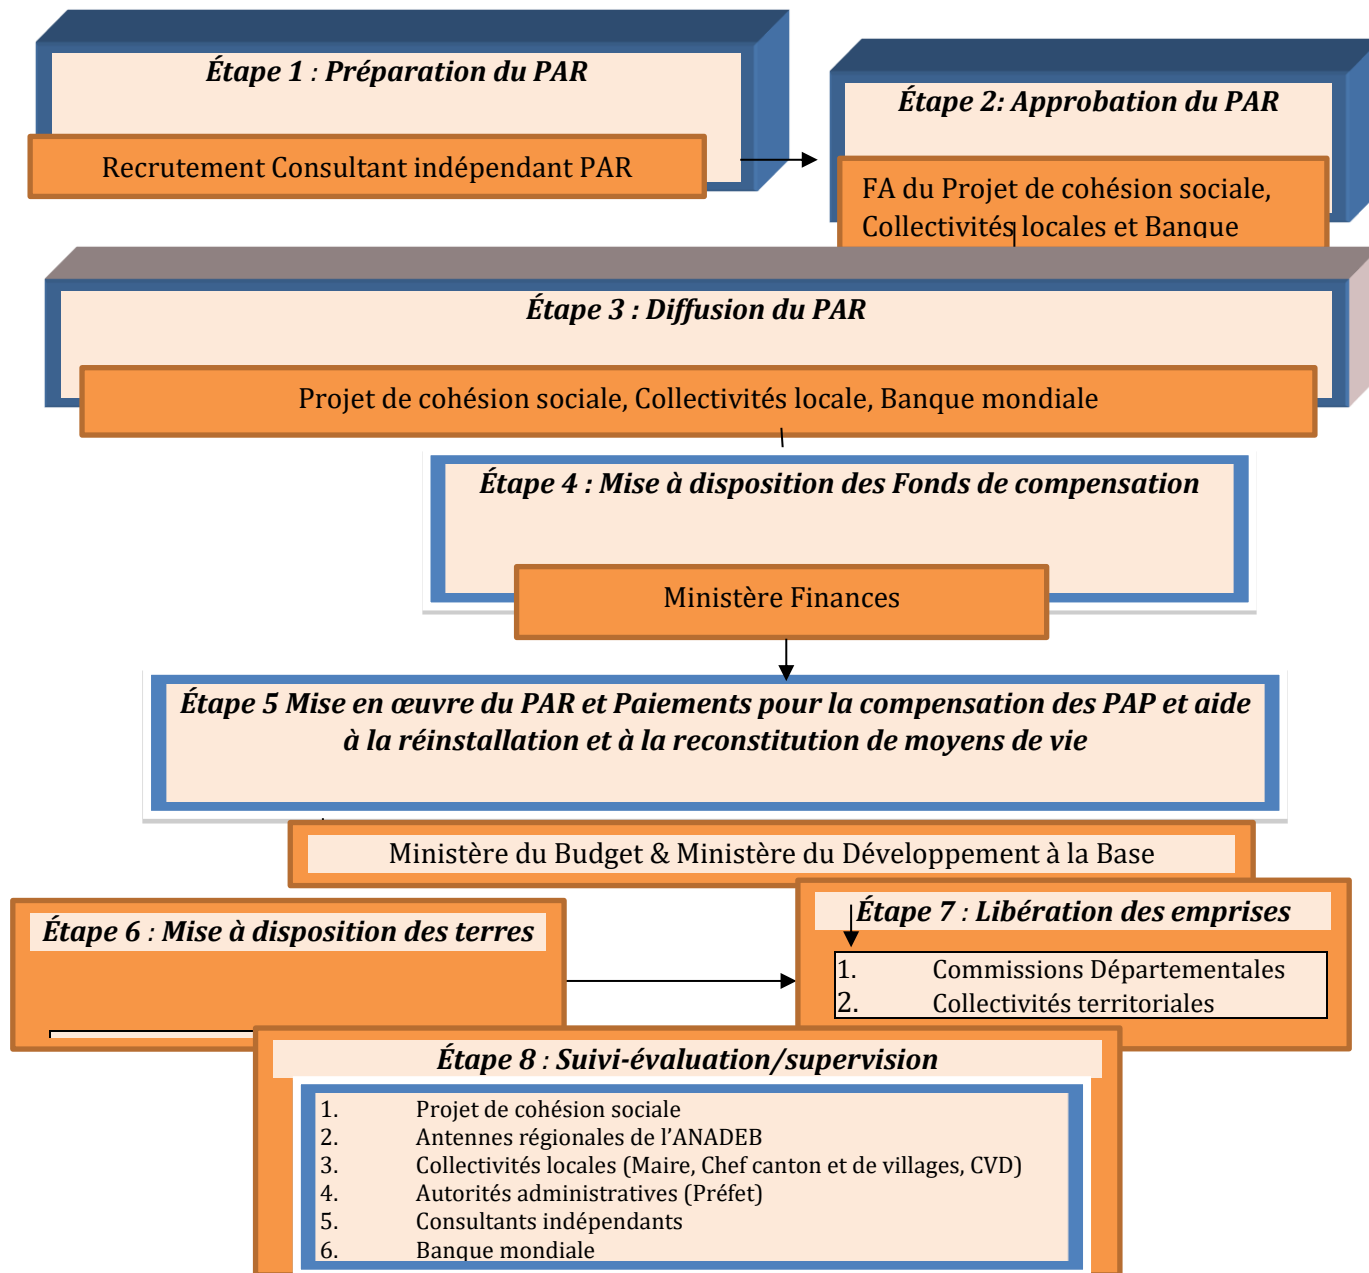 Étape 1 : Préparation du PAR
Recrutement Consultant indépendant PAR
Étape 2: Approbation du PAR
FA du Projet de cohésion sociale,
Collectivités locales et Banque
Étape 3 : Diffusion du PAR
Projet de cohésion sociale, Collectivités locale, Banque mondiale
Étape 4 : Mise à disposition des Fonds de compensation
Ministère Finances
Étape 5 Mise en œuvre du PAR et Paiements pour la compensation des PAP et aide
à la réinstallation et à la reconstitution de moyens de vie
Ministère du Budget & Ministère du Développement à la Base
Étape 6 : Mise à disposition des terres
Étape 7 : Libération des emprises
1. Commissions Départementales
2. Collectivités territoriales
Étape 8 : Suivi-évaluation/supervision
1. Projet de cohésion sociale
2. Antennes régionales de l’ANADEB
3. Collectivités locales (Maire, Chef canton et de villages, CVD)
4. Autorités administratives (Préfet)
5. Consultants indépendants
6. Banque mondiale